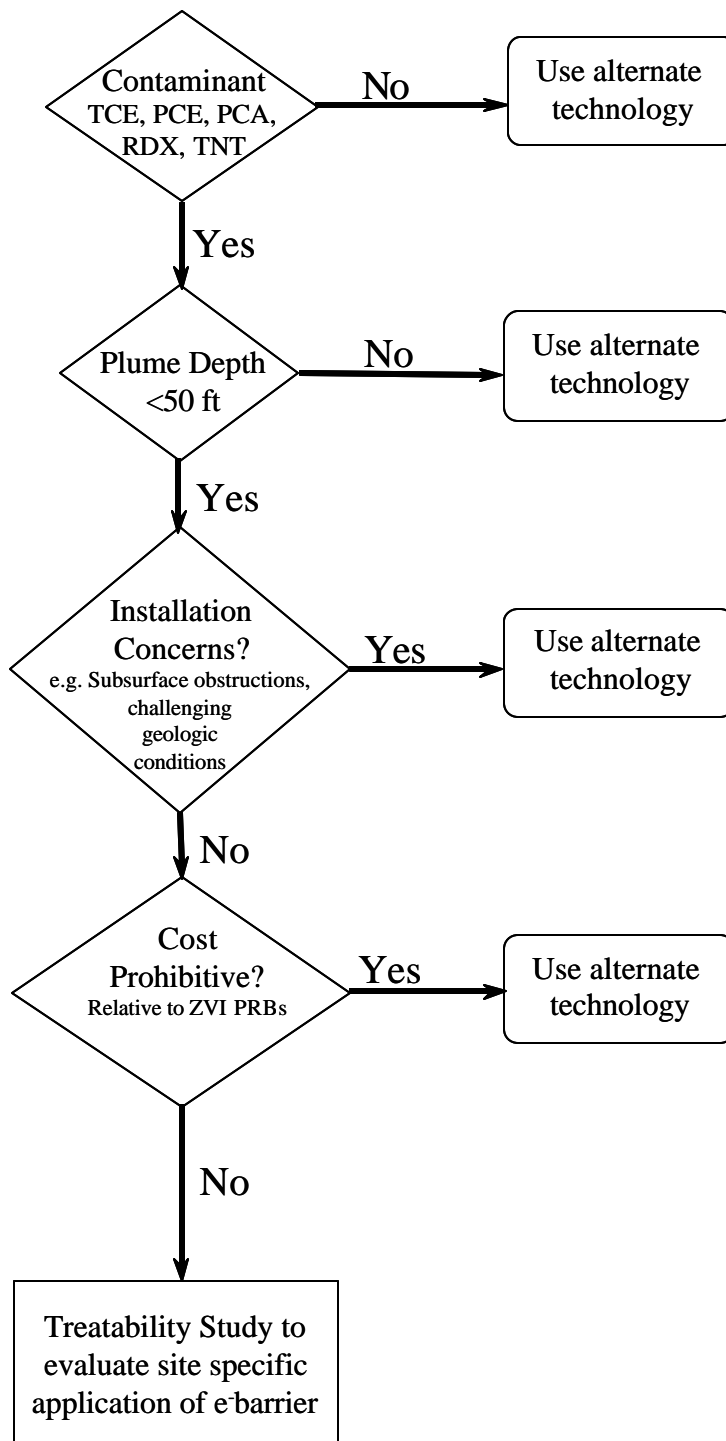 Contaminant
TCE, PCE, PCA,
RDX, TNT
No
Use alternate
technology
Yes
Plume Depth
<50 ft
No
Use alternate
technology
Yes
Installation
Concerns?
e.g. Subsurface obstructions,
challenging
geologic
conditions
Yes
Use alternate
technology
No
Cost
Prohibitive?
Relative to ZVI PRBs
Yes
Use alternate
technology
No
Treatability Study to
evaluate site specific
application of e-barrier